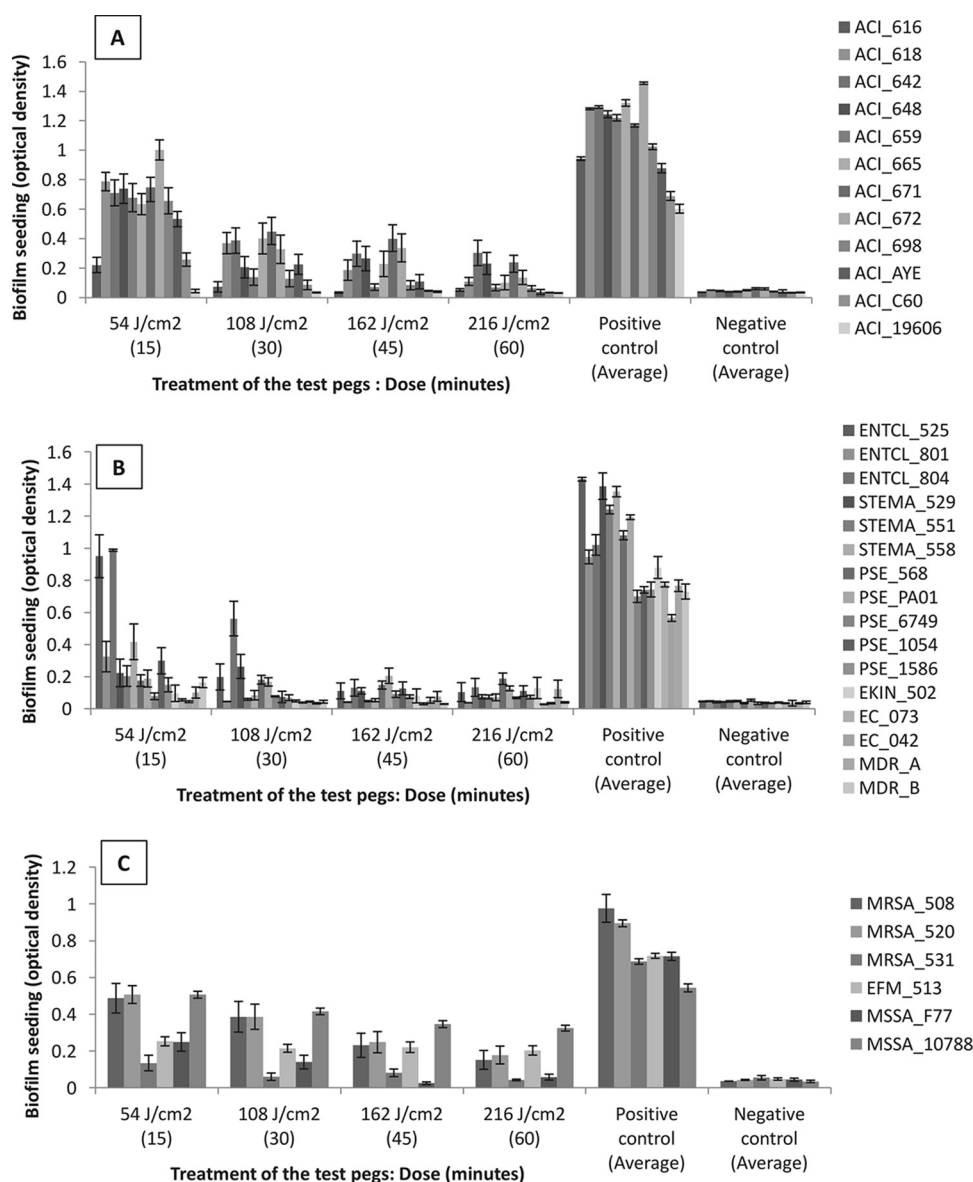 A
Biofilm seeding (optical density)
1.6
1.4
1.2
1
0.8
0.6
0.4
0.2
0
54 J/cm2 108 J/cm2 162 J/cm2 216 J/cm2 Positive Negative
(15) (30) (45) (60) control control
(Average) (Average)
Treatment of the test pegs : Dose (minutes)
ACI_616
ACI_618
ACI_642
ACI_648
ACI_659
ACI_665
ACI_671
ACI_672
ACI_698
ACI_AYE
ACI_C60
ACI_19606
B
Biofilm seeding (optical density)
1.6
1.4
1.2
1
0.8
0.6
0.4
0.2
0
54 J/cm2 108 J/cm2 162 J/cm2 216 J/cm2 Positive Negative
(15) (30) (45) (60) control control
(Average) (Average)
Treatment of the test pegs: Dose (minutes)
ENTCL_525
ENTCL_801
ENTCL_804
STEMA_529
STEMA_551
STEMA_558
PSE_568
PSE_PA01
PSE_6749
PSE_1054
PSE_1586
EKIN_502
EC_073
EC_042
MDR_A
MDR_B
C
Biofilm seeding (optical density)
1.2
1
0.8
0.6
0.4
0.2
0
54 J/cm2 108 J/cm2 162 J/cm2 216 J/cm2 Positive Negative
(15) (30) (45) (60) control control
(Average) (Average)
Treatment of the test pegs: Dose (minutes)
MRSA_508
MRSA_520
MRSA_531
EFM_513
MSSA_F77
MSSA_10788